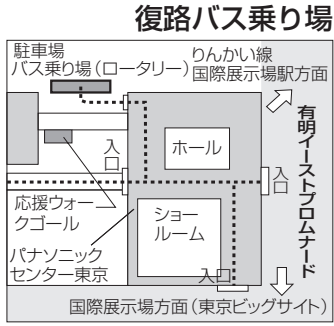 復路バス乗り場
駐車場
バス乗り場(ロータリー)
りんかい線
国際展示場駅方面
有明イーストプロムナード
入口
ホール
入口
応援ウォー
クゴール
ショー
ルーム
パナソニック
センター東京
入口
国際展示場方面(東京ビッグサイト)